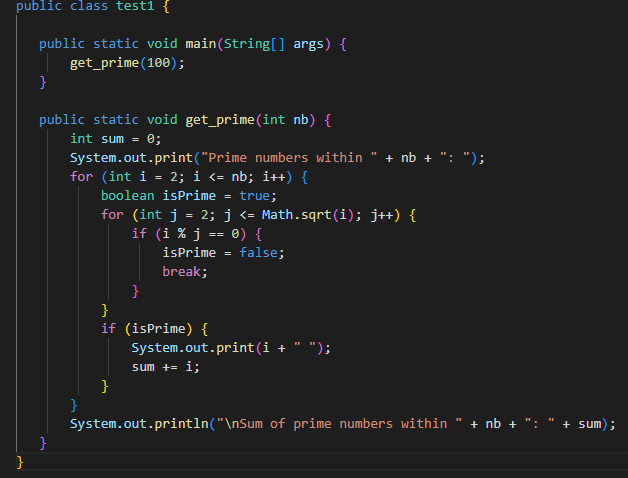 public class test1 {
public static void main(String[] args) {
get_prime(100);
}
public static void get_prime(int nb) {
int sum = 0;
System.out.print("Prime numbers within " + nb + ": ");
for (int i = 2; i <= nb; i++) {
boolean isPrime = true;
for (int j = 2; j <= Math.sqrt(i); j++) {
if (i % j == 0) {
isPrime = false;
break;
}
}
if (isPrime) {
System.out.print(i + " ");
sum += i;
}
}
System.out.println("\nSum of prime numbers within " + nb + ": " + sum);
}
}